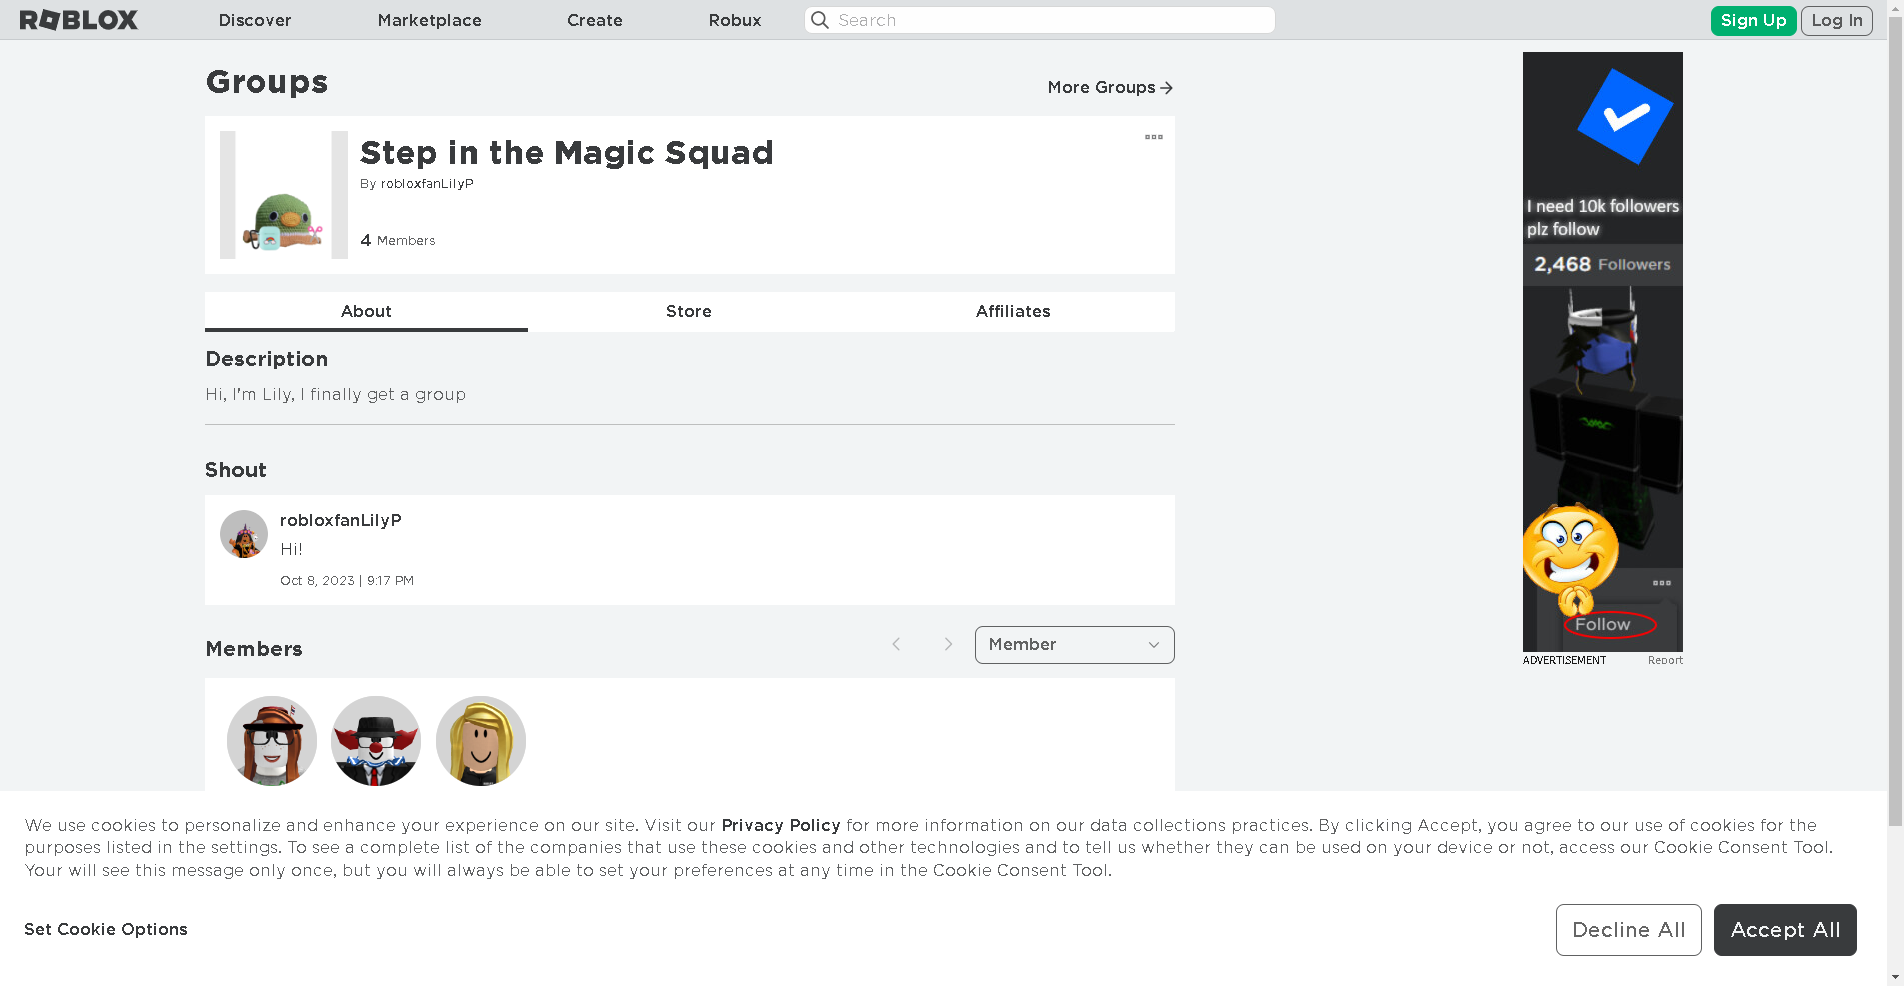 ROBLOX
Discover
Marketplace
Create
Robux
Search
Sign Up
Log In
Groups
More Groups
Step in the Magic Squad
By robloxfanLilyP
4 Members
About
Store
Affiliates
Description
Hi, I'm Lily, I finally get a group
Shout
robloxfanLilyP
Hi!
Oct 8, 2023 | 9:17 PM
Members
Member
I need 10k followers
plz follow
2,468 Followers
Follow
ADVERTISEMENT
Report
We use cookies to personalize and enhance your experience on our site. Visit our Privacy Policy for more information on our data collections practices. By clicking Accept, you agree to our use of cookies for the
purposes listed in the settings. To see a complete list of the companies that use these cookies and other technologies and to tell us whether they can be used on your device or not, access our Cookie Consent Tool.
Your will see this message only once, but you will always be able to set your preferences at any time in the Cookie Consent Tool.
Set Cookie Options
Decline All
Accept All